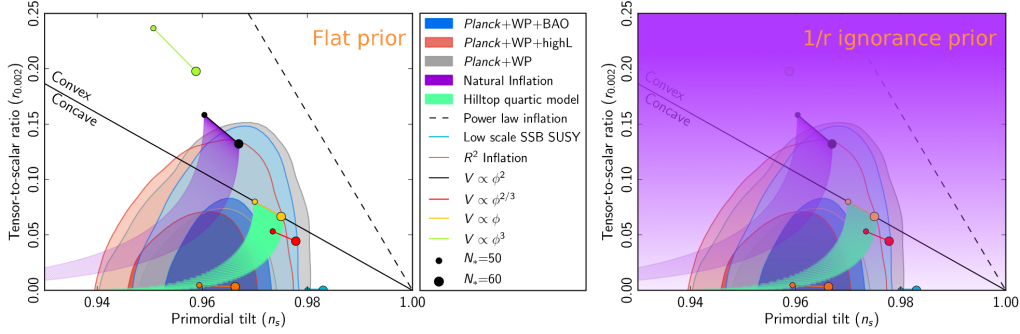 Flat prior
Convex
Concave
Tensor-to-scalar ratio (r0.002)
0.25
0.20
0.15
0.10
0.05
0.00
0.94
0.96
0.98
1.00
Primordial tilt (ns)
Planck+WP+BAO
Planck+WP+highL
Planck+WP
Natural Inflation
Hilltop quartic model
Power law inflation
Low scale SSB SUSY
R² Inflation
V ∝ ϕ²
V ∝ ϕ^2/3
V ∝ ϕ
V ∝ ϕ³
N*=50
N*=60
1/r ignorance prior
Convex
Concave
Tensor-to-scalar ratio (r0.002)
0.25
0.20
0.15
0.10
0.05
0.00
0.94
0.96
0.98
1.00
Primordial tilt (ns)